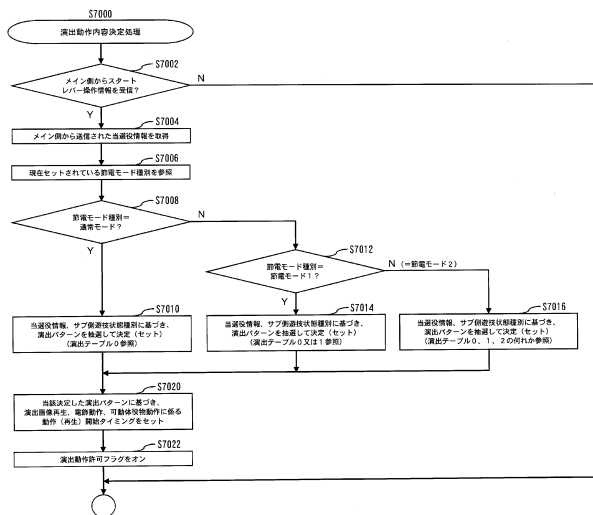 S7000
演出動作内容決定処理
S7002
メイン側からスタート
レバー操作情報を受信？
N
Y
S7004
メイン側から送信された当選役情報を取得
S7006
現在セットされている節電モード種別を参照
S7008
節電モード種別＝
通常モード？
N
Y
S7012
節電モード種別＝
節電モード１？
N （＝節電モード２）
Y
S7010
当選役情報、サブ側遊技状態種別に基づき、
演出パターンを抽選して決定（セット）
（演出テーブル０参照）
S7014
当選役情報、サブ側遊技状態種別に基づき、
演出パターンを抽選して決定（セット）
（演出テーブル０又は１参照）
S7016
当選役情報、サブ側遊技状態種別に基づき、
演出パターンを抽選して決定（セット）
（演出テーブル０、１、２の何れか参照）
S7020
当該決定した演出パターンに基づき、
演出画像再生、電飾動作、可動体役物動作に係る
動作（再生）開始タイミングをセット
S7022
演出動作許可フラグをオン